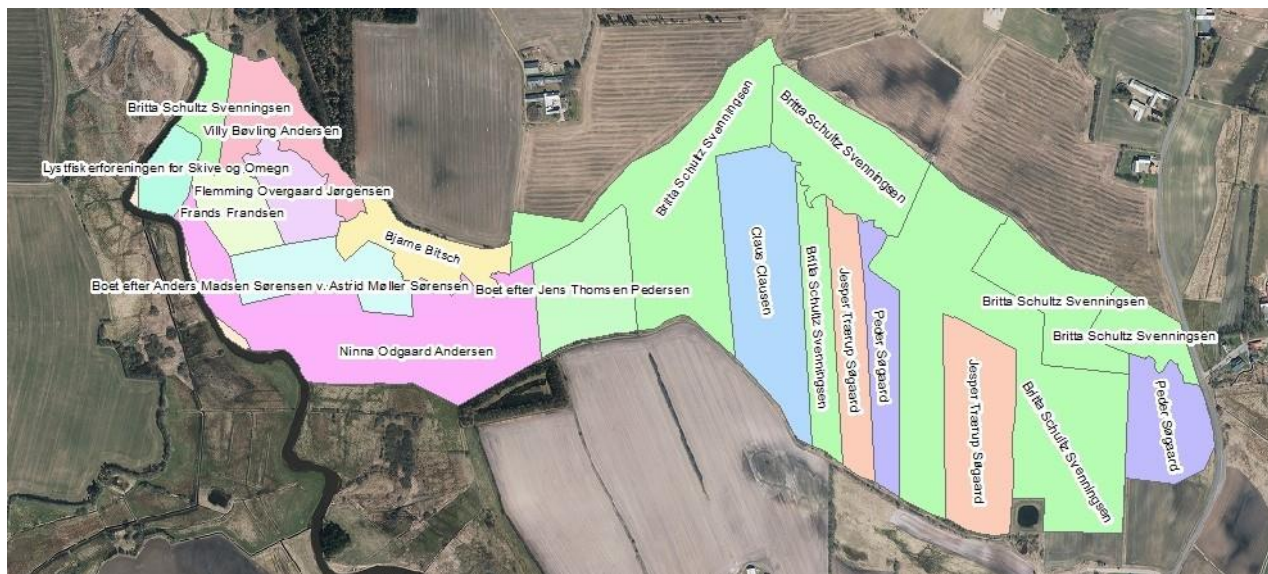 Britta Schultz Svenningsen
Villy Bøvling Andersen
Lystfiskerforeningen for Skive og Omegn
Flemming Overgaard Jørgensen
Frands Frandsen
Bjarne Bitsch
Boet efter Anders Madsen Sørensen v. Astrid Møller Sørensen
Boet efter Jens Thomsen Pedersen
Ninna Odgaard Andersen
Britta Schultz Svenningsen
Britta Schultz Svenningsen
Claus Clausen
Britta Schultz Svenningsen
Jesper Trærup Søgaard
Peder Søgaard
Britta Schultz Svenningsen
Britta Schultz Svenningsen
Jesper Trærup Søgaard
Britta Schultz Svenningsen
Peder Søgaard